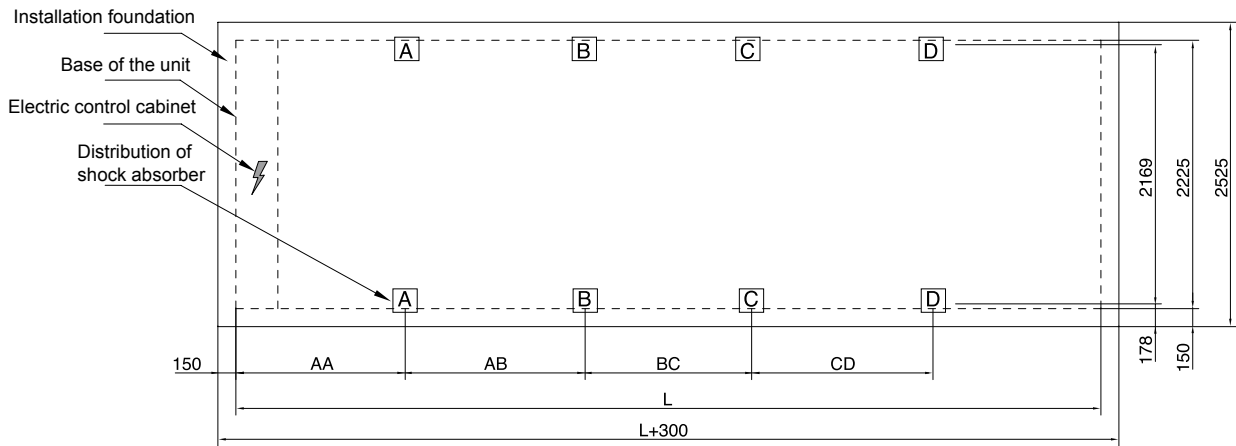 Installation foundation
Base of the unit
Electric control cabinet
Distribution of
shock absorber
A B C D
A B C D
2169
2225
2525
178
150
150 AA AB BC CD
L
L+300